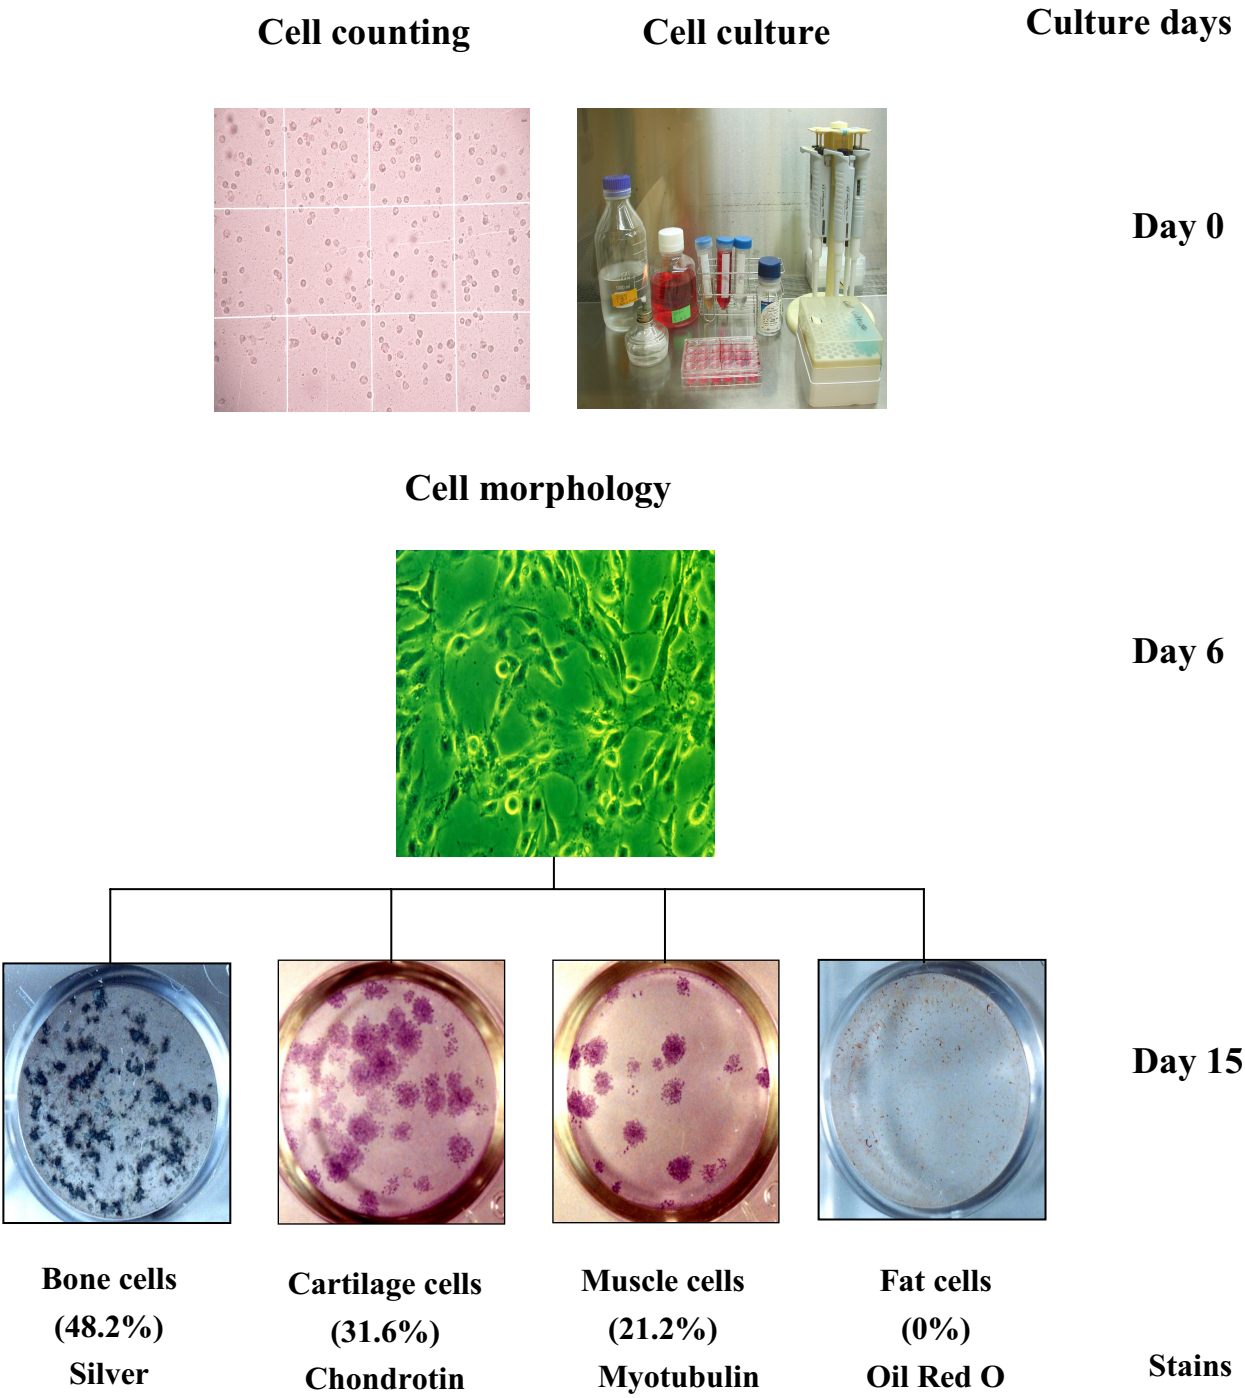 Cell counting
Cell culture
Culture days
Day 0
Cell morphology
Day 6
Day 15
Bone cells
(48.2%)
Silver
Cartilage cells
(31.6%)
Chondrotin
Muscle cells
(21.2%)
Myotubulin
Fat cells
(0%)
Oil Red O
Stains